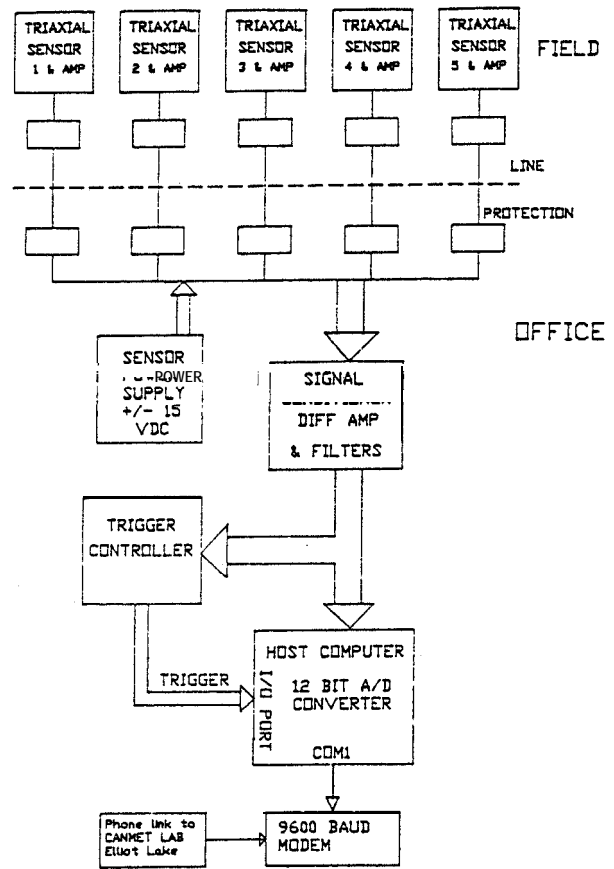 TRIAXIAL
SENSOR
1 & AMP
TRIAXIAL
SENSOR
2 & AMP
TRIAXIAL
SENSOR
3 & AMP
TRIAXIAL
SENSOR
4 & AMP
TRIAXIAL
SENSOR
5 & AMP
FIELD
LINE
PROTECTION
OFFICE
SENSOR
POWER
SUPPLY
+/- 15
VDC
SIGNAL
DIFF AMP
& FILTERS
TRIGGER
CONTROLLER
TRIGGER
HOST COMPUTER
I/O PORT
12 BIT A/D
CONVERTER
COM1
Phone link to
CANMET LAB
Elliot Lake
9600 BAUD
MODEM